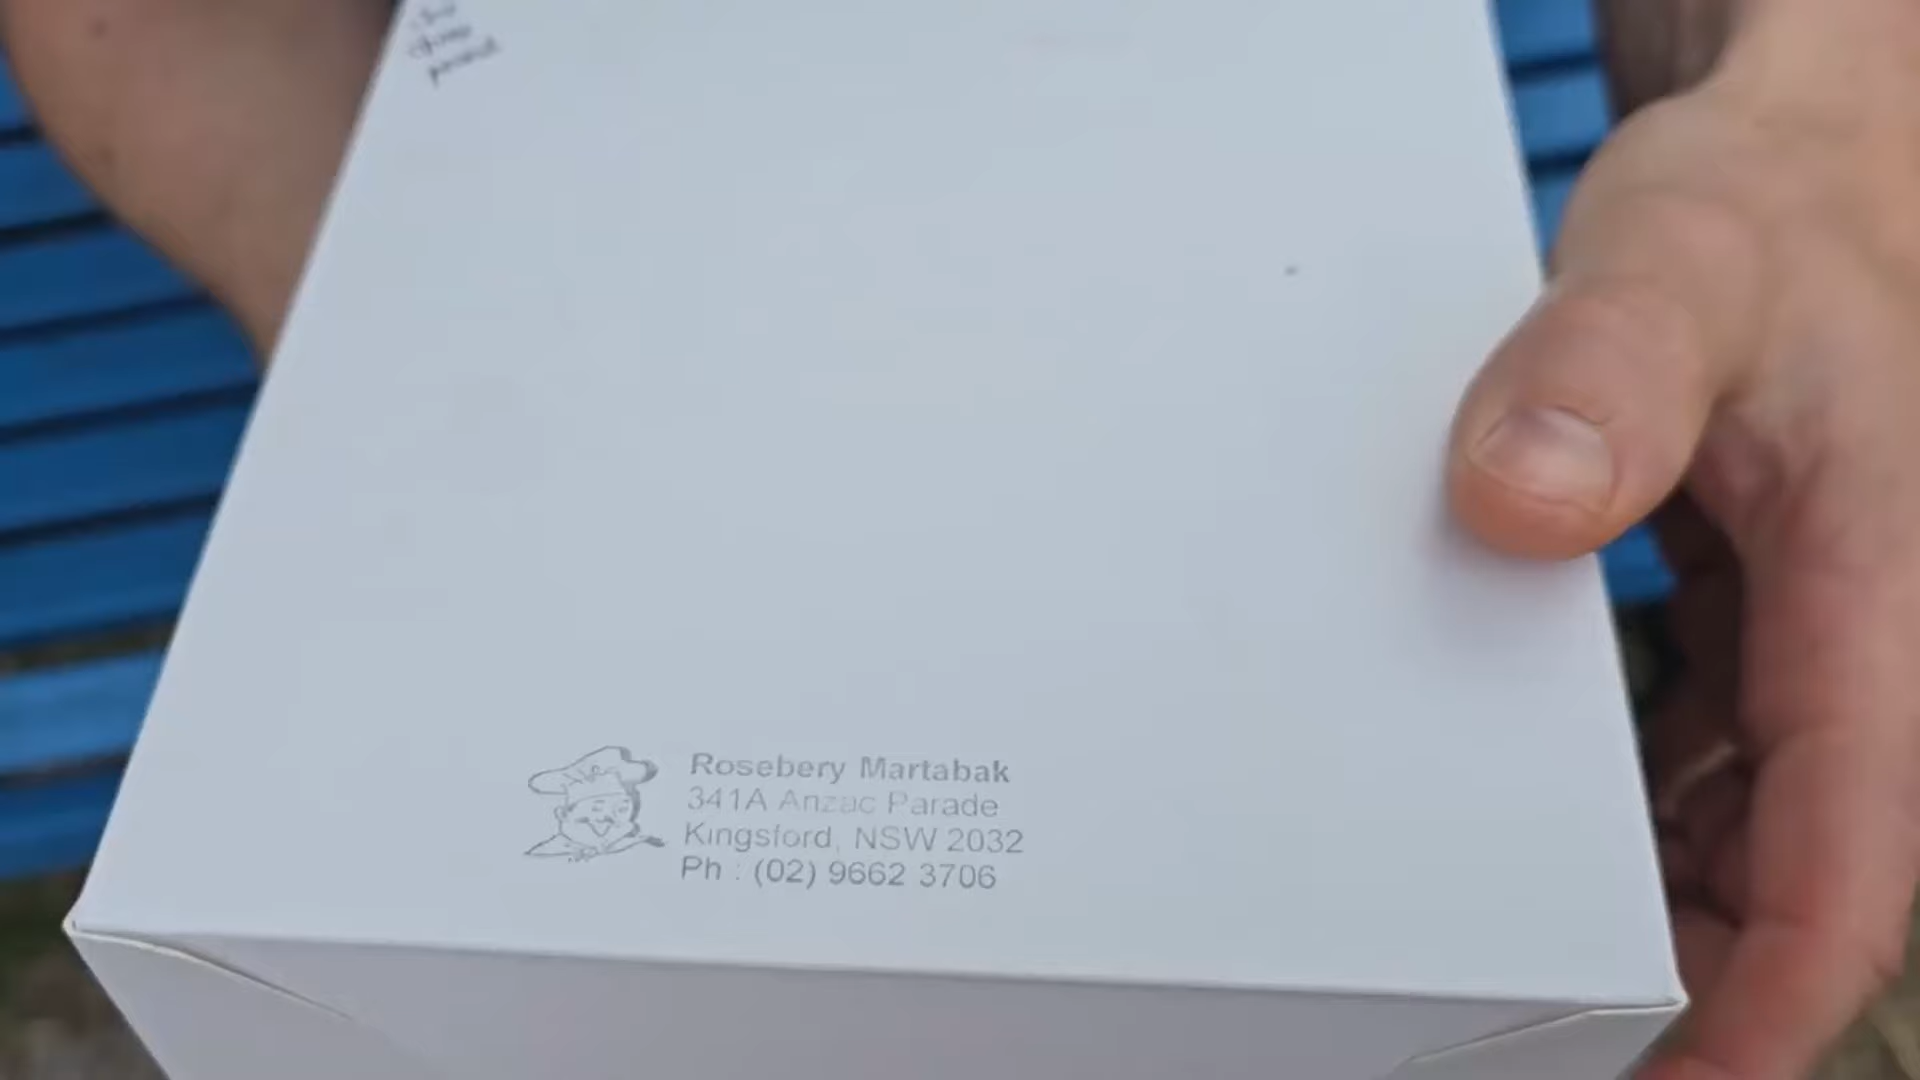 Rosebery Martabak
341A Anzac Parade
Kingsford, NSW 2032
Ph : (02) 9662 3706